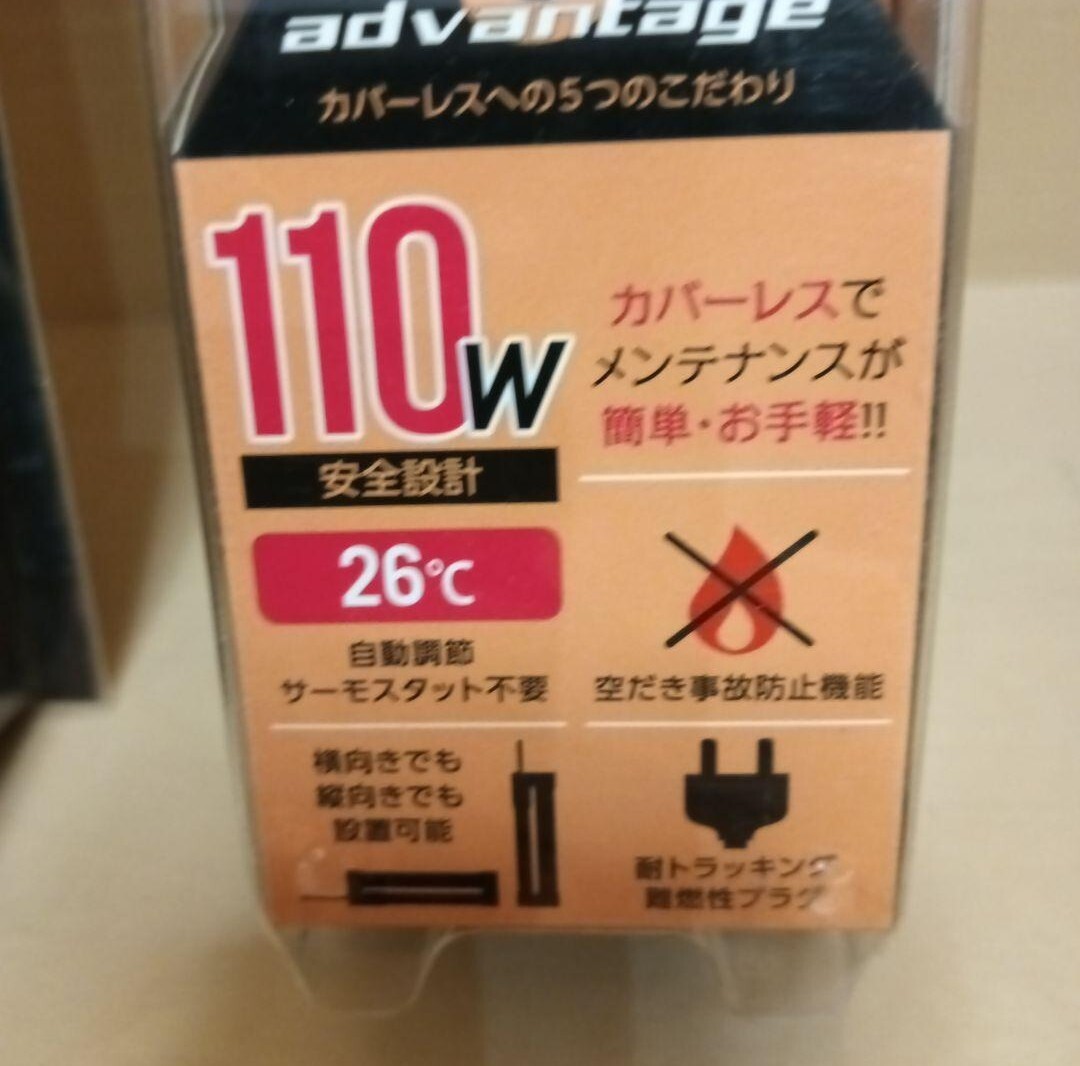 advantage
カバーレスへの5つのこだわり
110W
安全設計
カバーレスで
メンテナンスが
簡単・お手軽!!
26℃
自動調節
サーモスタット不要
空だき事故防止機能
横向きでも
縦向きでも
設置可能
耐トラッキング
難燃性プラグ